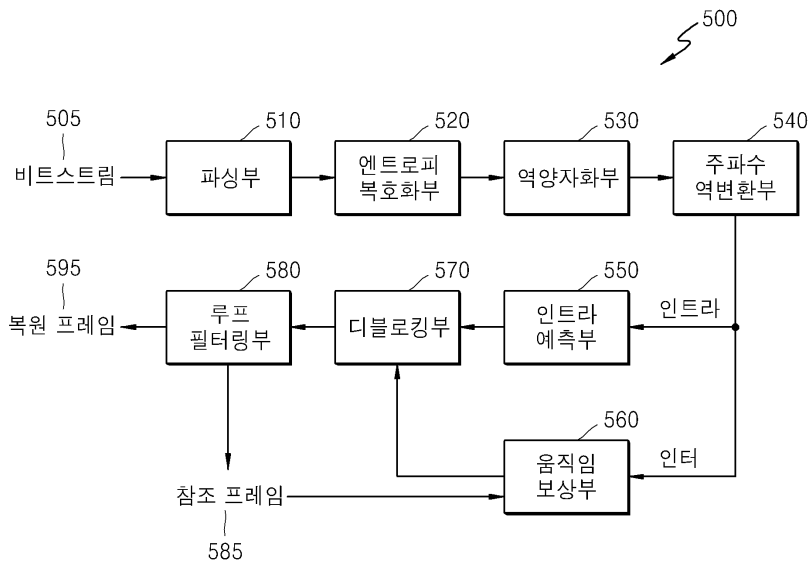 500
505
510
520
530
540
비트스트림
파싱부
엔트로피
복호화부
역양자화부
주파수
역변환부
595
580
570
550
복원 프레임
루프
필터링부
디블로킹부
인트라
예측부
인트라
560
움직임
보상부
인터
참조 프레임
585